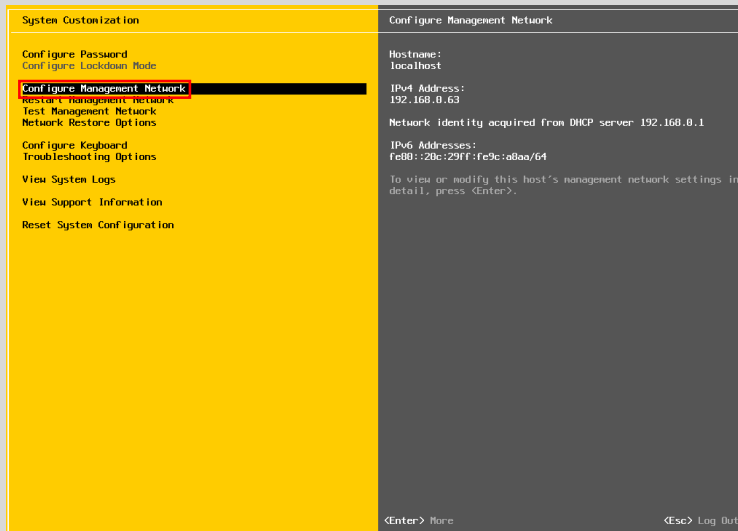 System Customization
Configure Password
Configure Lockdown Mode
Configure Management Network
Restart Management Network
Test Management Network
Network Restore Options
Configure Keyboard
Troubleshooting Options
View System Logs
View Support Information
Reset System Configuration
Configure Management Network
Hostname:
localhost
IPv4 Address:
192.168.0.63
Network identity acquired from DHCP server 192.168.0.1
IPv6 Addresses:
fe80::20c:29ff:fe9c:a8aa/64
To view or modify this host's management network settings in
detail, press <Enter>.
<Enter> More
<Esc> Log Out